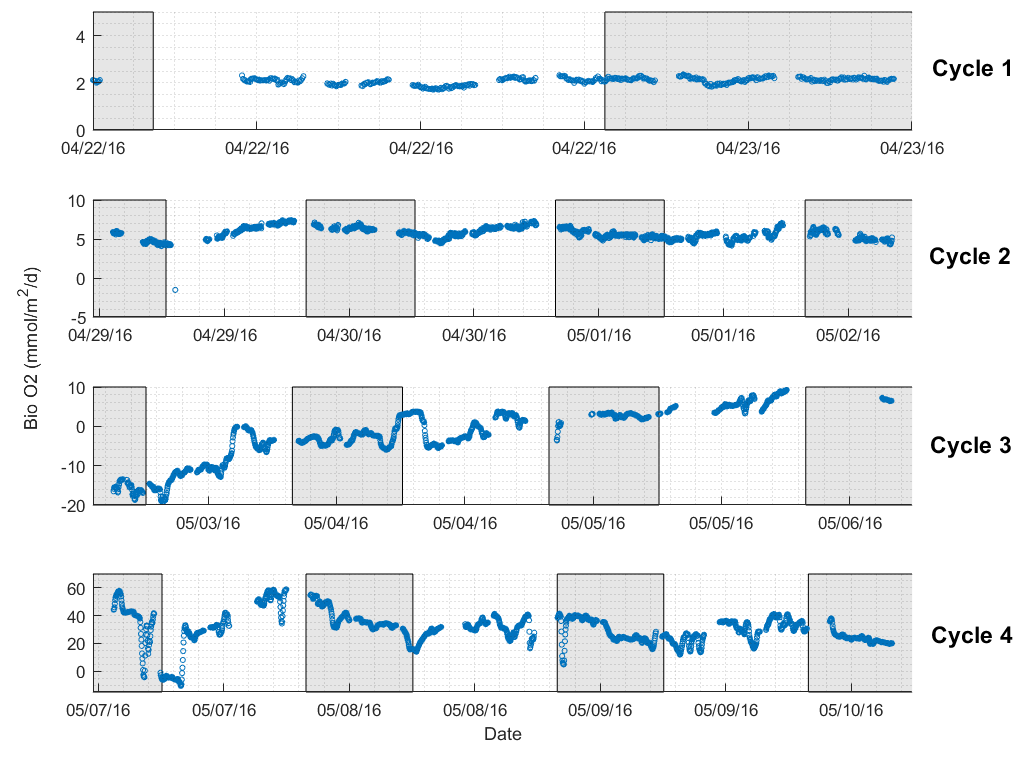 4
2
0
Cycle 1
04/22/16 04/22/16 04/22/16 04/22/16 04/23/16 04/23/16
10
5
0
-5
Cycle 2
04/29/16 04/29/16 04/30/16 04/30/16 05/01/16 05/01/16 05/02/16
Bio O2 (mmol/m2/d)
10
0
-10
-20
Cycle 3
05/03/16 05/04/16 05/04/16 05/05/16 05/05/16 05/06/16
60
40
20
0
Cycle 4
05/07/16 05/07/16 05/08/16 05/08/16 05/09/16 05/09/16 05/10/16
Date